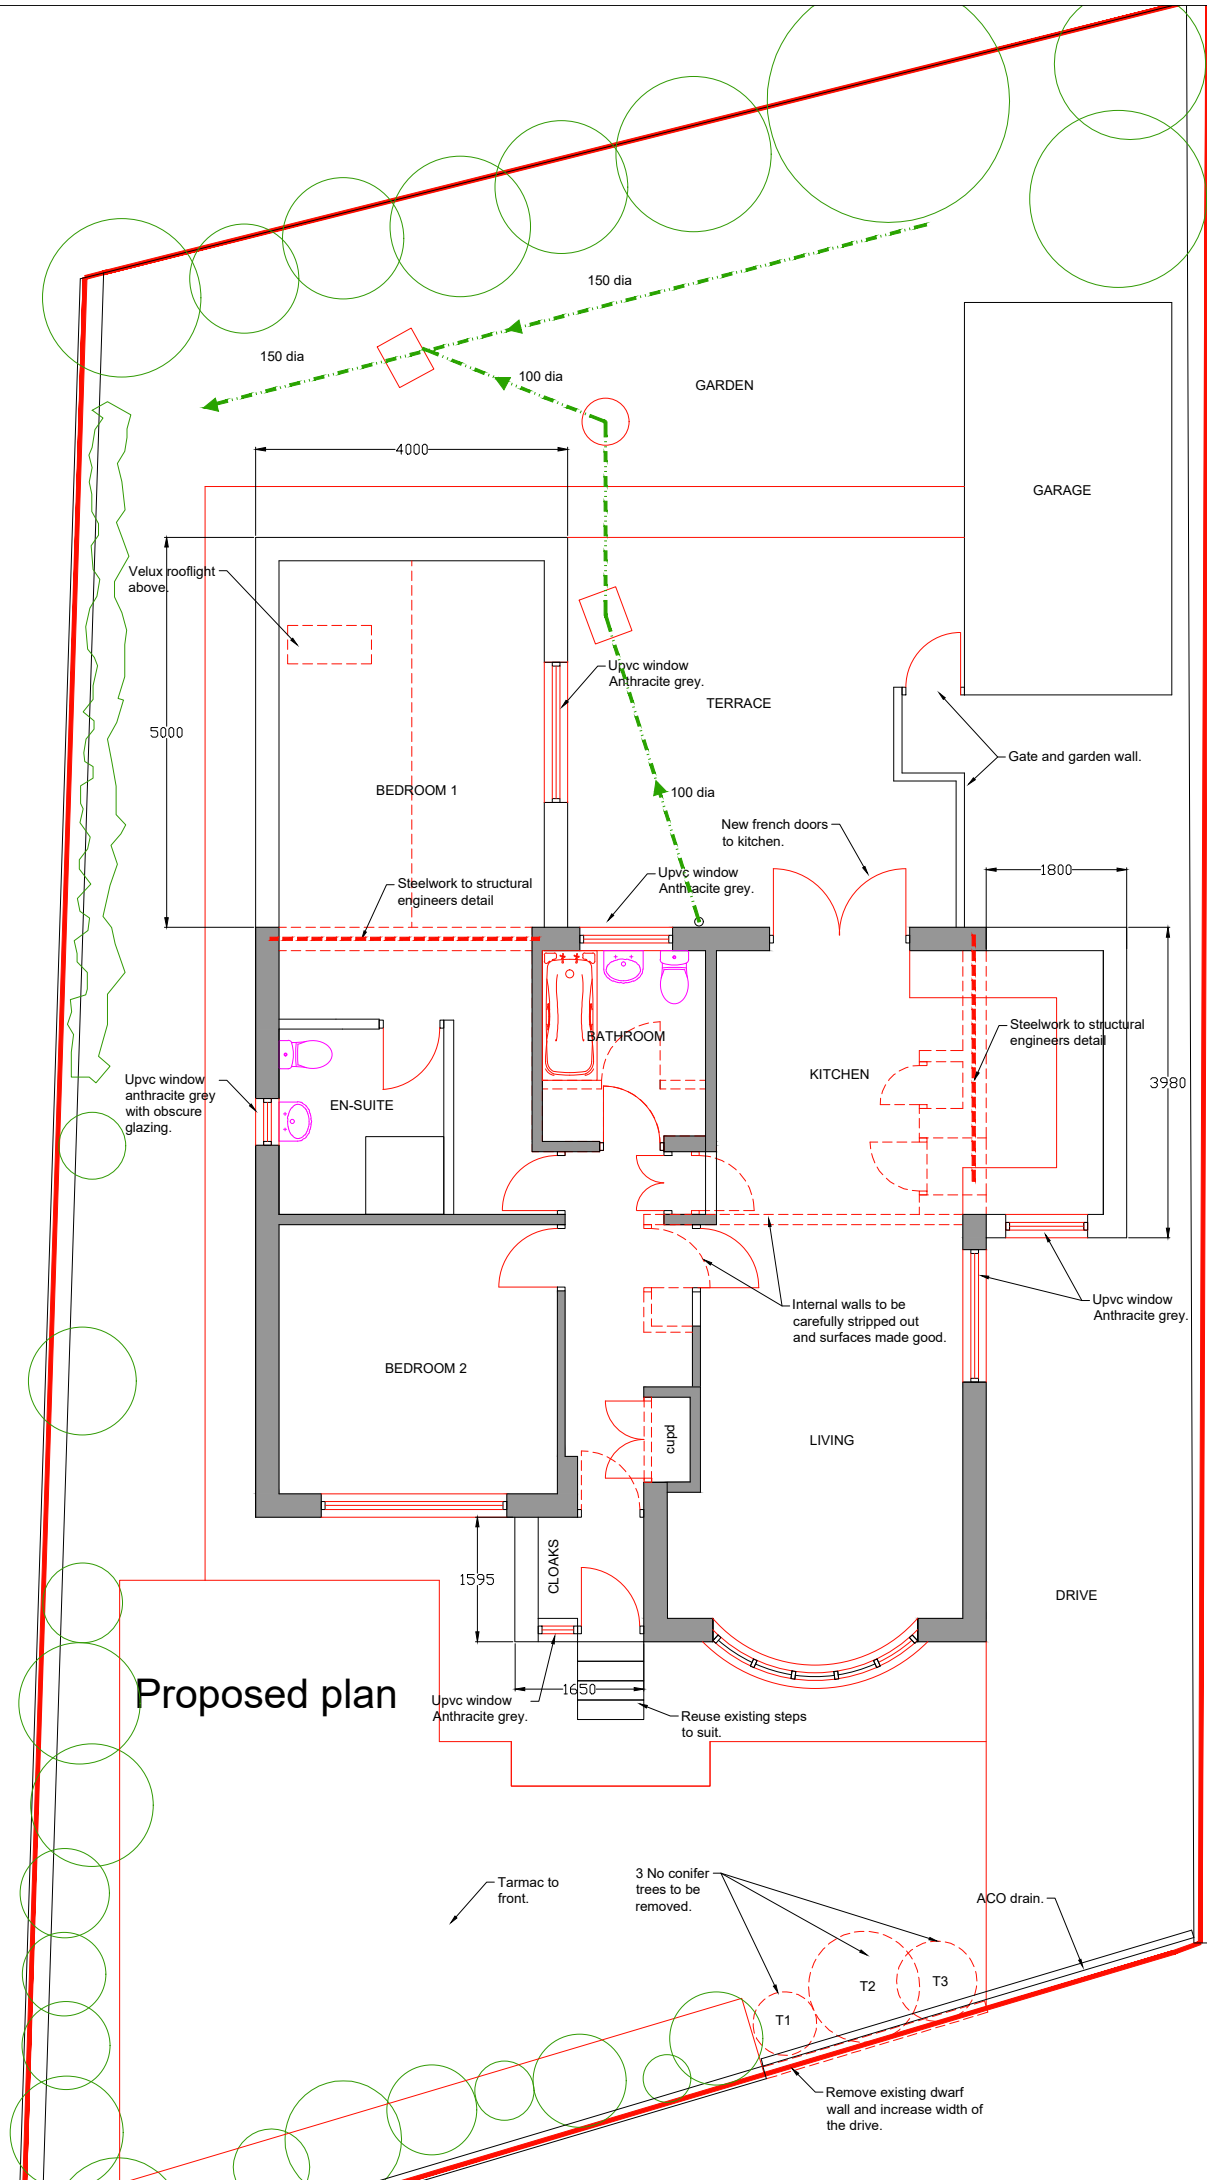 150 dia
150 dia
100 dia
GARDEN
4000
GARAGE
Velux rooflight
above.
Upvc window
Anthracite grey.
TERRACE
5000
Gate and garden wall.
BEDROOM 1
100 dia
New french doors
to kitchen.
Upvc window
Anthracite grey.
1800
Steelwork to structural
engineers detail
Steelwork to structural
engineers detail
BATHROOM
KITCHEN
3980
Upvc window
anthracite grey
with obscure
glazing.
EN-SUITE
Internal walls to be
carefully stripped out
and surfaces made good.
Upvc window
Anthracite grey.
BEDROOM 2
cupd
LIVING
CLOAKS
1595
DRIVE
Proposed plan
1650
Upvc window
Anthracite grey.
Reuse existing steps
to suit.
Tarmac to
front.
3 No conifer
trees to be
removed.
ACO drain.
T1
T2
T3
Remove existing dwarf
wall and increase width of
the drive.